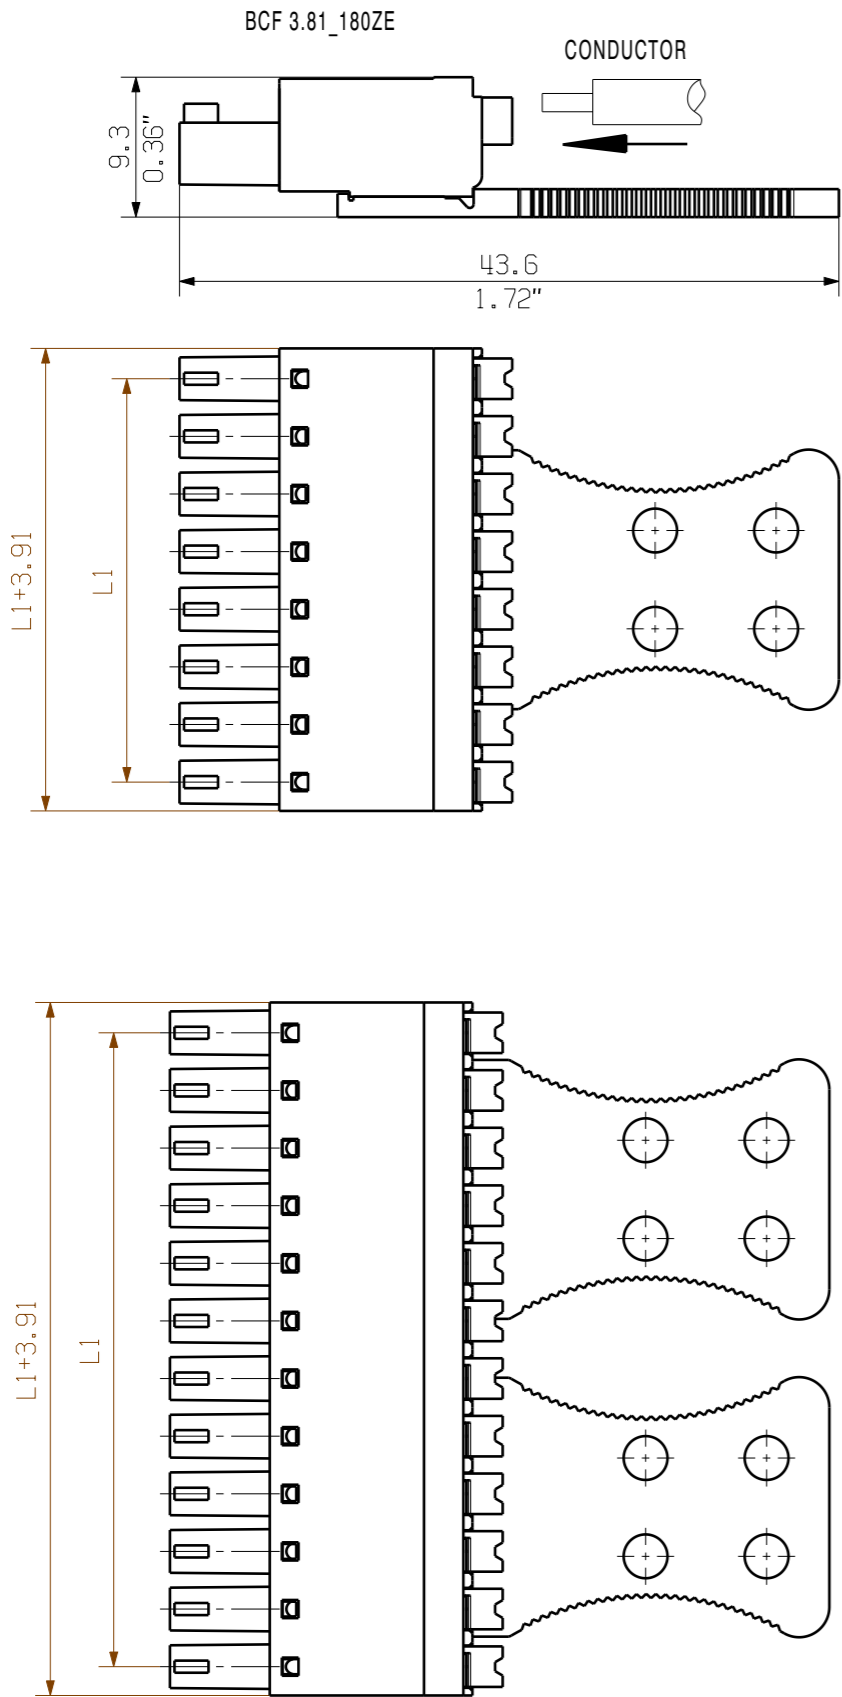 BCF 3.81_180ZE
CONDUCTOR
9.3
0.36"
43.6
1.72"
L1+3.91
L1
L1+3.91
L1